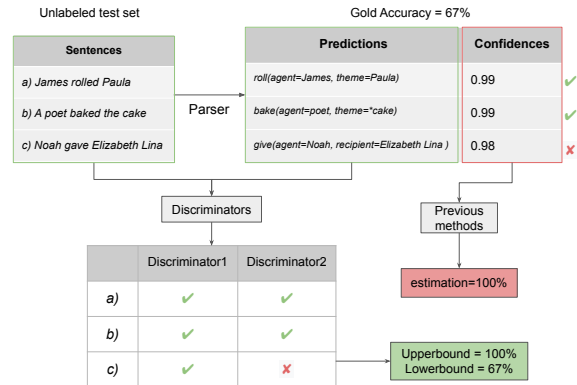 Unlabeled test set
Gold Accuracy = 67%
Sentences
Predictions
Confidences
a) James rolled Paula
roll(agent=James, theme=Paula)
0.99
✔
Parser
b) A poet baked the cake
bake(agent=poet, theme=*cake)
0.99
✔
c) Noah gave Elizabeth Lina
give(agent=Noah, recipient=Elizabeth Lina )
0.98
✘
Discriminators
Previous
methods
Discriminator1
Discriminator2
a)
✔
✔
b)
✔
✔
c)
✔
✘
estimation=100%
Upperbound = 100%
Lowerbound = 67%